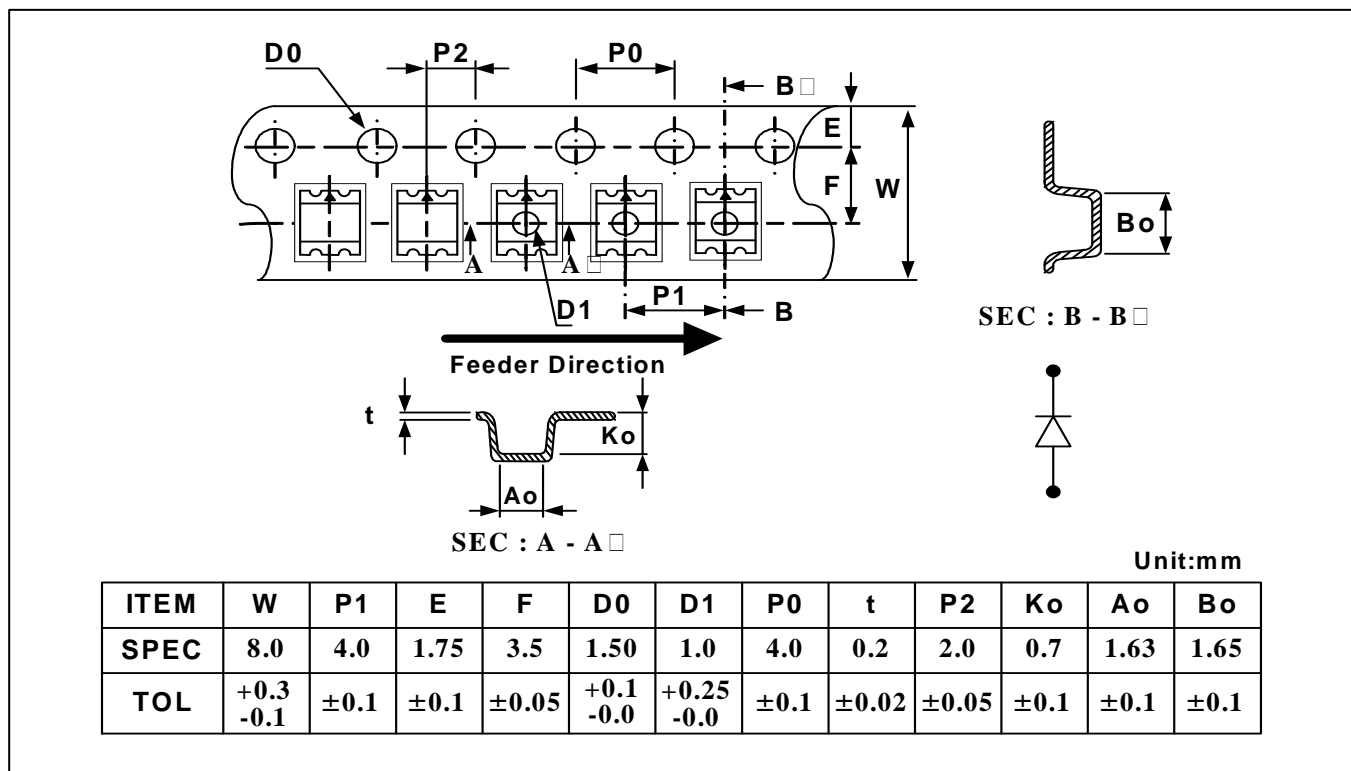 D0
P2
P0
B □
E
F
W
A
A □
D1
P1
B
Feeder Direction
Bo
SEC : B - B □
t
Ko
Ao
SEC : A - A □
Unit:mm
ITEM W P1 E F D0 D1 P0 t P2 Ko Ao Bo
SPEC 8.0 4.0 1.75 3.5 1.50 1.0 4.0 0.2 2.0 0.7 1.63 1.65
TOL +0.3 -0.1 ±0.1 ±0.1 ±0.05 +0.1 -0.0 +0.25 -0.0 ±0.1 ±0.02 ±0.05 ±0.1 ±0.1 ±0.1